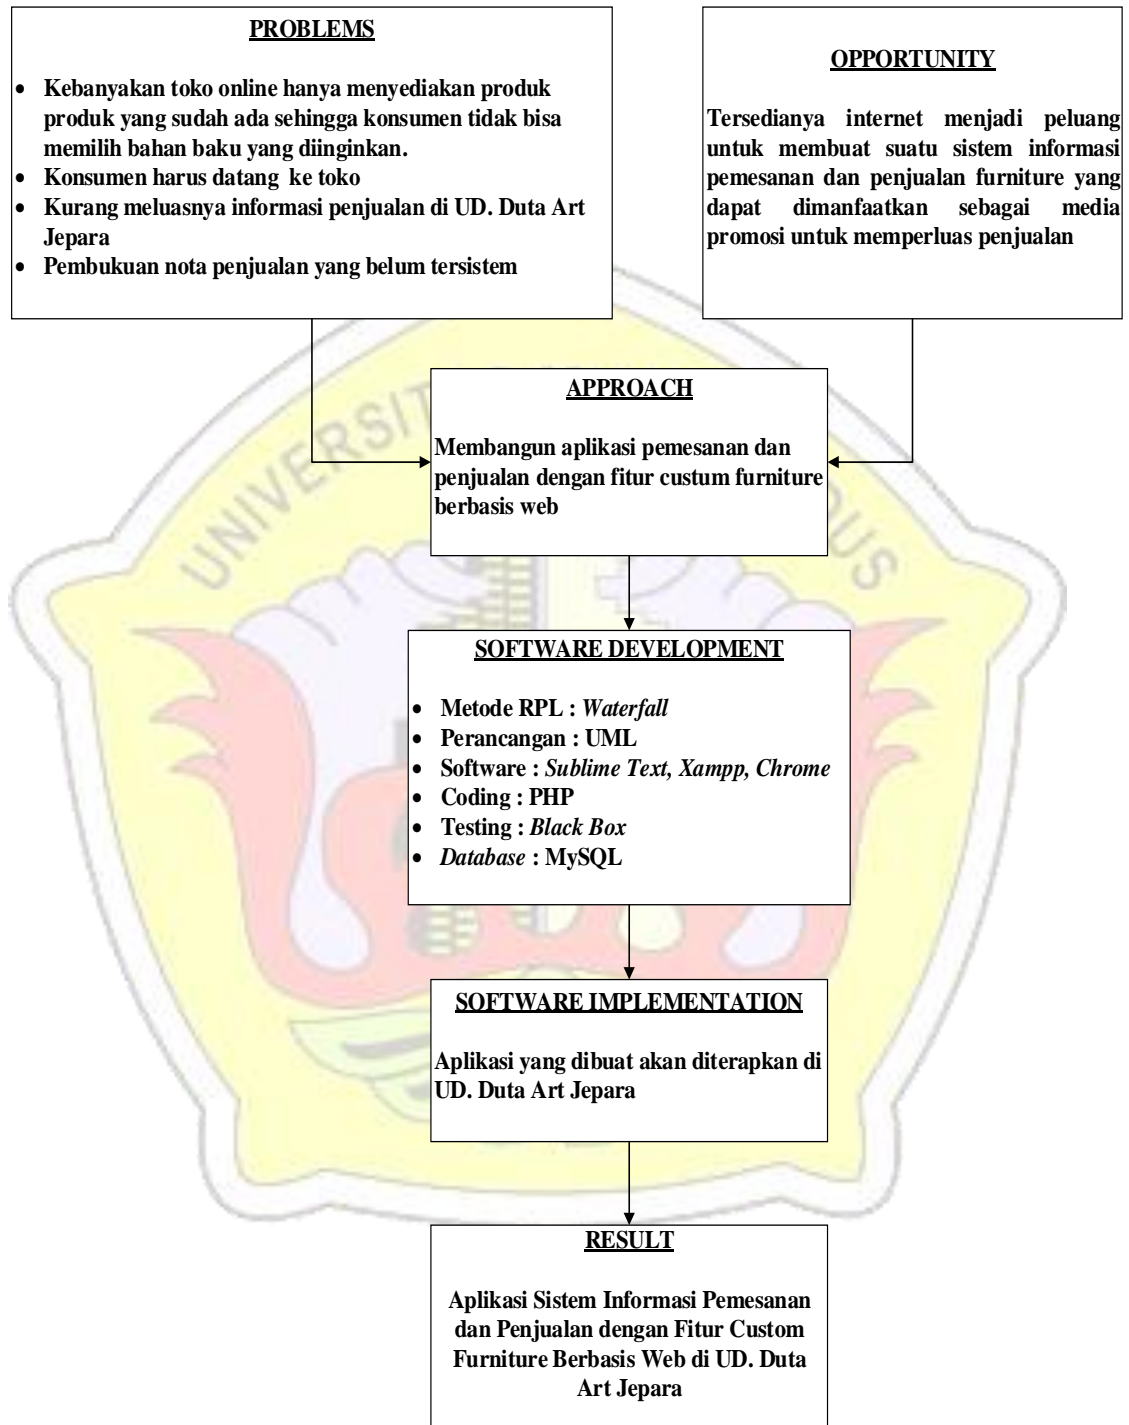 PROBLEMS
• Kebanyakan toko online hanya menyediakan produk
produk yang sudah ada sehingga konsumen tidak bisa
memilih bahan baku yang diinginkan.
• Konsumen harus datang ke toko
• Kurang meluasnya informasi penjualan di UD. Duta Art
Jepara
• Pembukuan nota penjualan yang belum tersistem
OPPORTUNITY
Tersedianya internet menjadi peluang
untuk membuat suatu sistem informasi
pemesanan dan penjualan furniture yang
dapat dimanfaatkan sebagai media
promosi untuk memperluas penjualan
APPROACH
Membangun aplikasi pemesanan dan
penjualan dengan fitur custum furniture
berbasis web
SOFTWARE DEVELOPMENT
• Metode RPL : Waterfall
• Perancangan : UML
• Software : Sublime Text, Xampp, Chrome
• Coding : PHP
• Testing : Black Box
• Database : MySQL
SOFTWARE IMPLEMENTATION
Aplikasi yang dibuat akan diterapkan di
UD. Duta Art Jepara
RESULT
Aplikasi Sistem Informasi Pemesanan
dan Penjualan dengan Fitur Custom
Furniture Berbasis Web di UD. Duta
Art Jepara